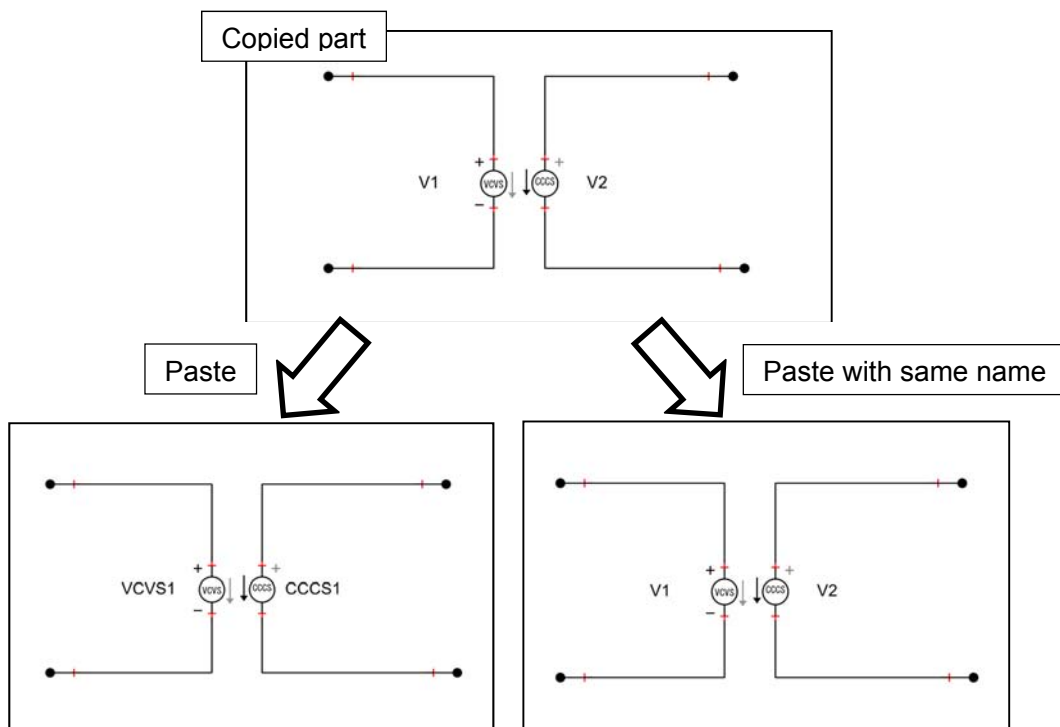 Copied part
+ +
V1 VCVS CCCS V2
−
Paste
Paste with same name
+ +
VCVS1 VCVS CCCS CCCS1
−
+ +
V1 VCVS CCCS V2
−